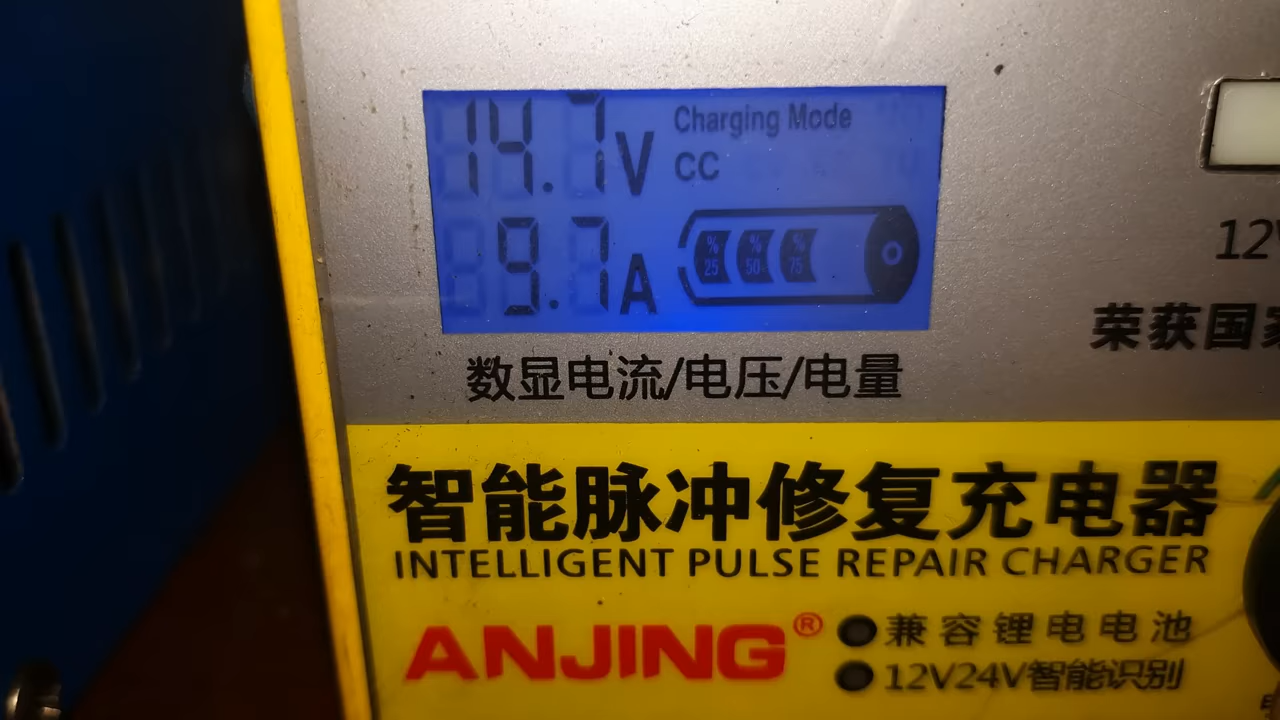 14.7V
Charging Mode
CC
9.7A
% 25 % 50 % 75
12V
数显电流/电压/电量
荣获国家
智能脉冲修复充电器
INTELLIGENT PULSE REPAIR CHARGER
ANJING®
兼容锂电电池
12V24V智能识别